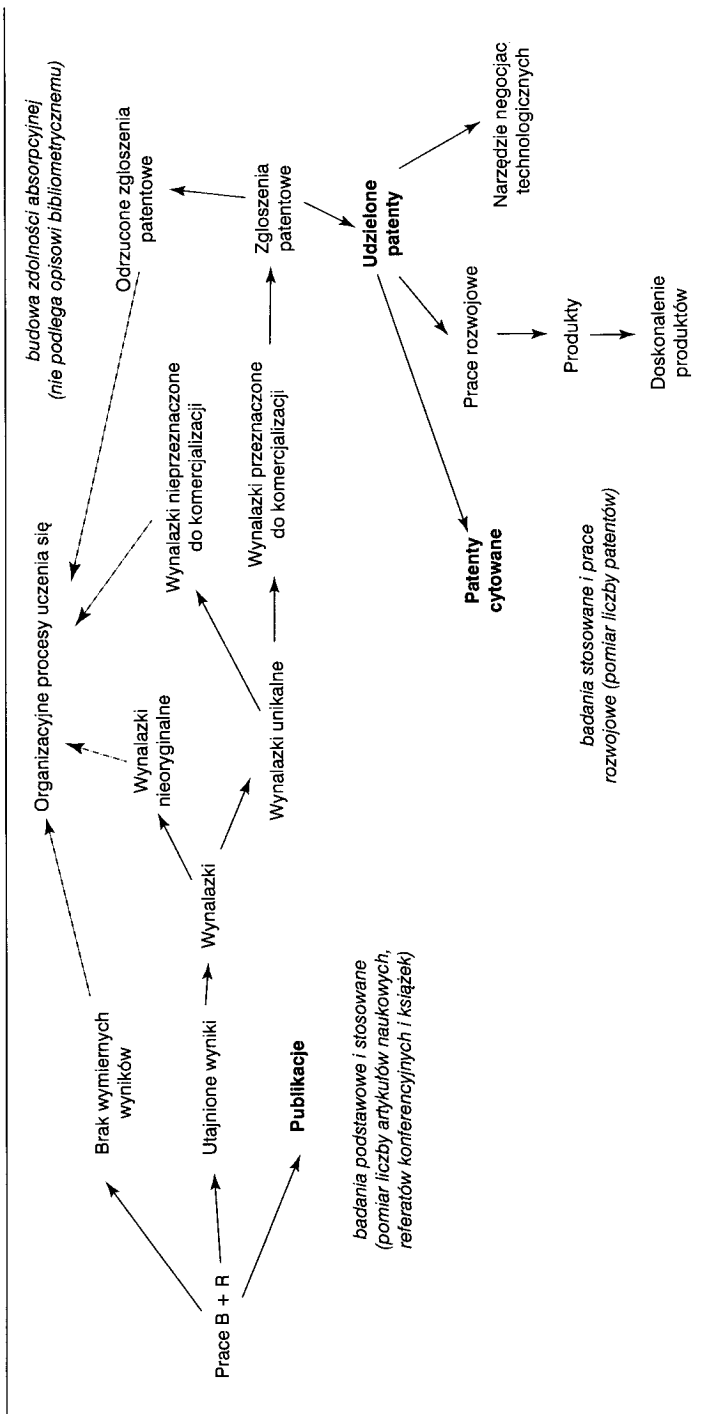 budowa zdolności absorpcyjnej
(nie podlega opisowi bibliometrycznemu)
Organizacyjne procesy uczenia się
Odrzucone zgłoszenia
patentowe
Brak wymiernych
wyników
Wynalazki
nieoryginalne
Wynalazki nieprzeznaczone
do komercjalizacji
Prace B + R
Utajnione wyniki
Wynalazki
Wynalazki unikalne
Wynalazki przeznaczone
do komercjalizacji
Zgłoszenia
patentowe
Publikacje
Udzielone
patenty
badania podstawowe i stosowane
(pomiar liczby artykułów naukowych,
referatów konferencyjnych i książek)
Patenty
cytowane
Prace rozwojowe
Narzędzie negocjac
technologicznych
Produkty
badania stosowane i prace
rozwojowe (pomiar liczby patentów)
Doskonalenie
produktów